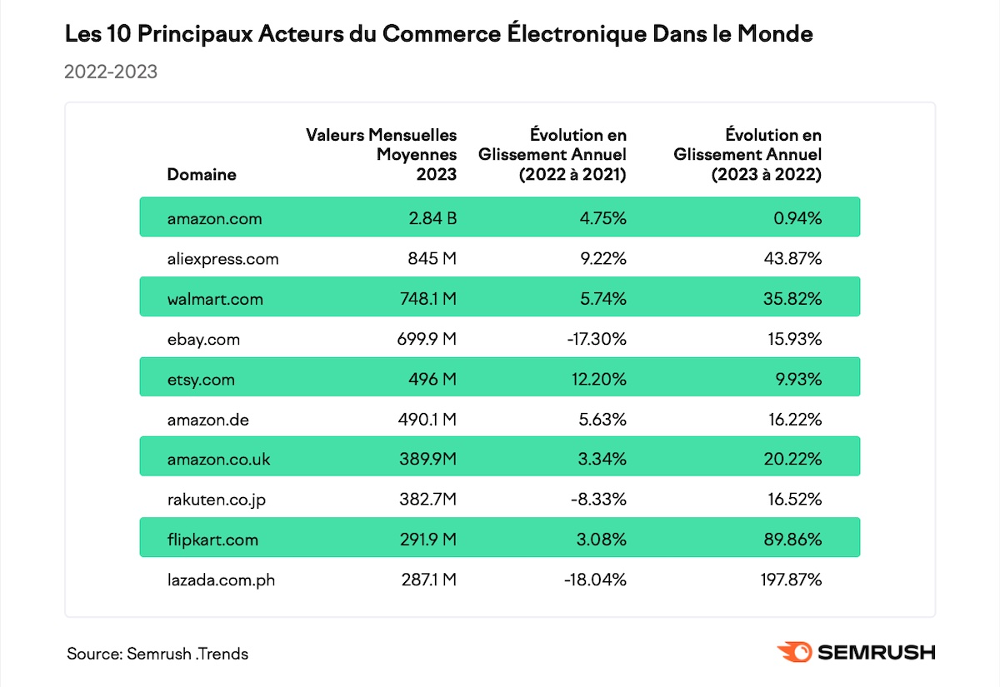 Les 10 Principaux Acteurs du Commerce Électronique Dans le Monde
2022-2023
Domaine
Valeurs Mensuelles
Moyennes
2023
Évolution en
Glissement Annuel
(2022 à 2021)
Évolution en
Glissement Annuel
(2023 à 2022)
amazon.com 2.84 B 4.75% 0.94%
aliexpress.com 845 M 9.22% 43.87%
walmart.com 748.1 M 5.74% 35.82%
ebay.com 699.9 M -17.30% 15.93%
etsy.com 496 M 12.20% 9.93%
amazon.de 490.1 M 5.63% 16.22%
amazon.co.uk 389.9M 3.34% 20.22%
rakuten.co.jp 382.7M -8.33% 16.52%
flipkart.com 291.9 M 3.08% 89.86%
lazada.com.ph 287.1 M -18.04% 197.87%
Source: Semrush .Trends
SEMRUSH